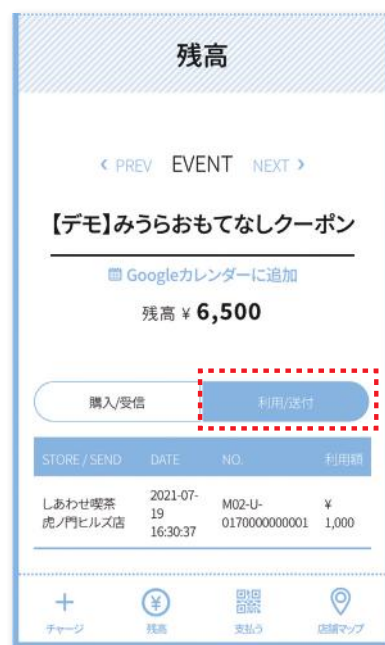 残高
< PREV EVENT NEXT >
【デモ】みうらおもてなしクーポン
Googleカレンダーに追加
残高 ¥ 6,500
購入/受信 利用/送付
STORE / SEND DATE NO. 利用額
しあわせ喫茶
虎ノ門ヒルズ店
2021-07-
19
16:30:37
M02-U-
0170000000001
¥
1,000
チャージ 残高 支払う 店舗マップ